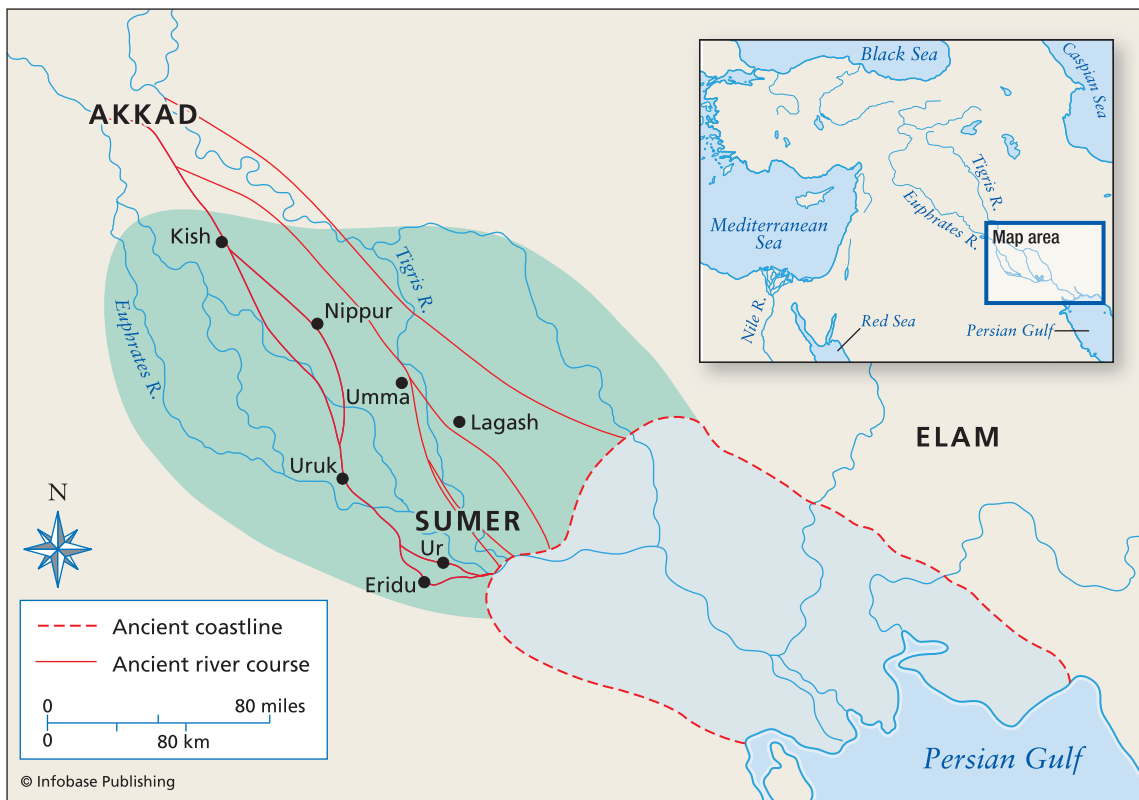 AKKAD
Kish
Nippur
Tigris R.
Euphrates R.
Umma
Lagash
Uruk
SUMER
Ur
Eridu
ELAM
Persian Gulf
N
Ancient coastline
Ancient river course
0 80 miles
0 80 km
© Infobase Publishing
Black Sea
Caspian Sea
Tigris R.
Euphrates R.
Mediterranean
Sea
Map area
Nile R.
Red Sea
Persian Gulf